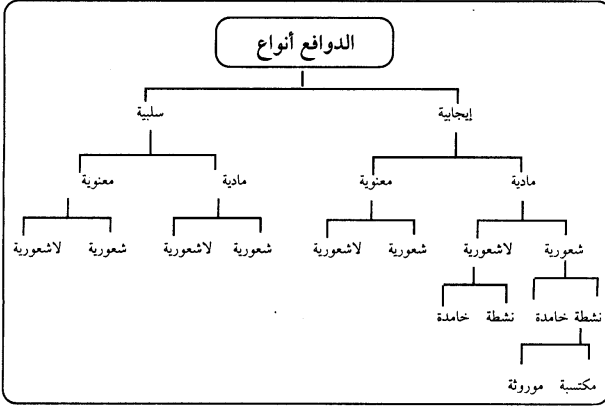 الدوافع أنواع
إيجابية سلبية
مادية معنوية مادية معنوية
شعورية لاشعورية شعورية لاشعورية شعورية لاشعورية شعورية لاشعورية
نشطة خامدة نشطة خامدة
مكتسبة موروثة